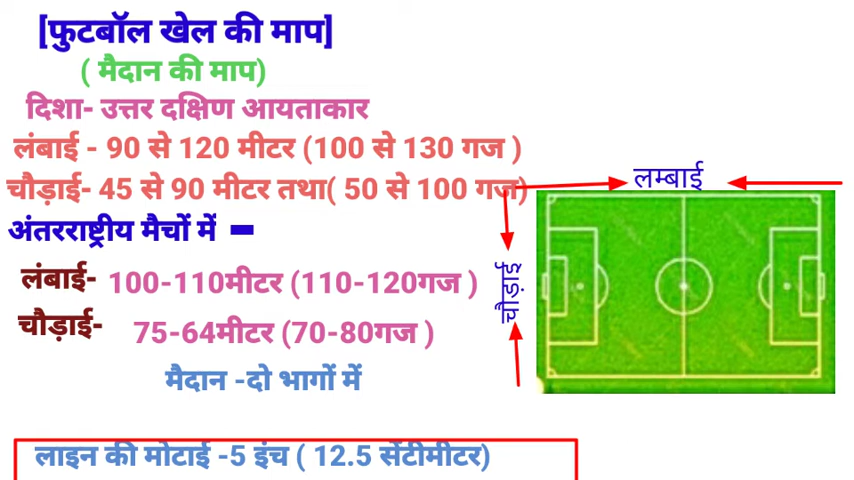 [फुटबॉल खेल की माप]
( मैदान की माप)
दिशा- उत्तर दक्षिण आयताकार
लंबाई - 90 से 120 मीटर (100 से 130 गज )
चौड़ाई- 45 से 90 मीटर तथा( 50 से 100 गज)
लम्बाई
चौड़ाई
अंतरराष्ट्रीय मैचों में -
लंबाई- 100-110मीटर (110-120गज )
चौड़ाई- 75-64मीटर (70-80गज )
मैदान -दो भागों में
लाइन की मोटाई -5 इंच ( 12.5 सेंटीमीटर)